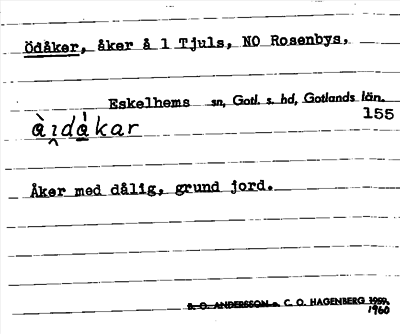 Ödåker, åker å 1 Tjuls, NO Rosenbys,
Eskelhems sn, Gotl. s. hd, Gotlands län.
155
Åker med dålig, grund jord.
B. O. ANDERSSON o. C. O. HAGENBERG 1959.
1960